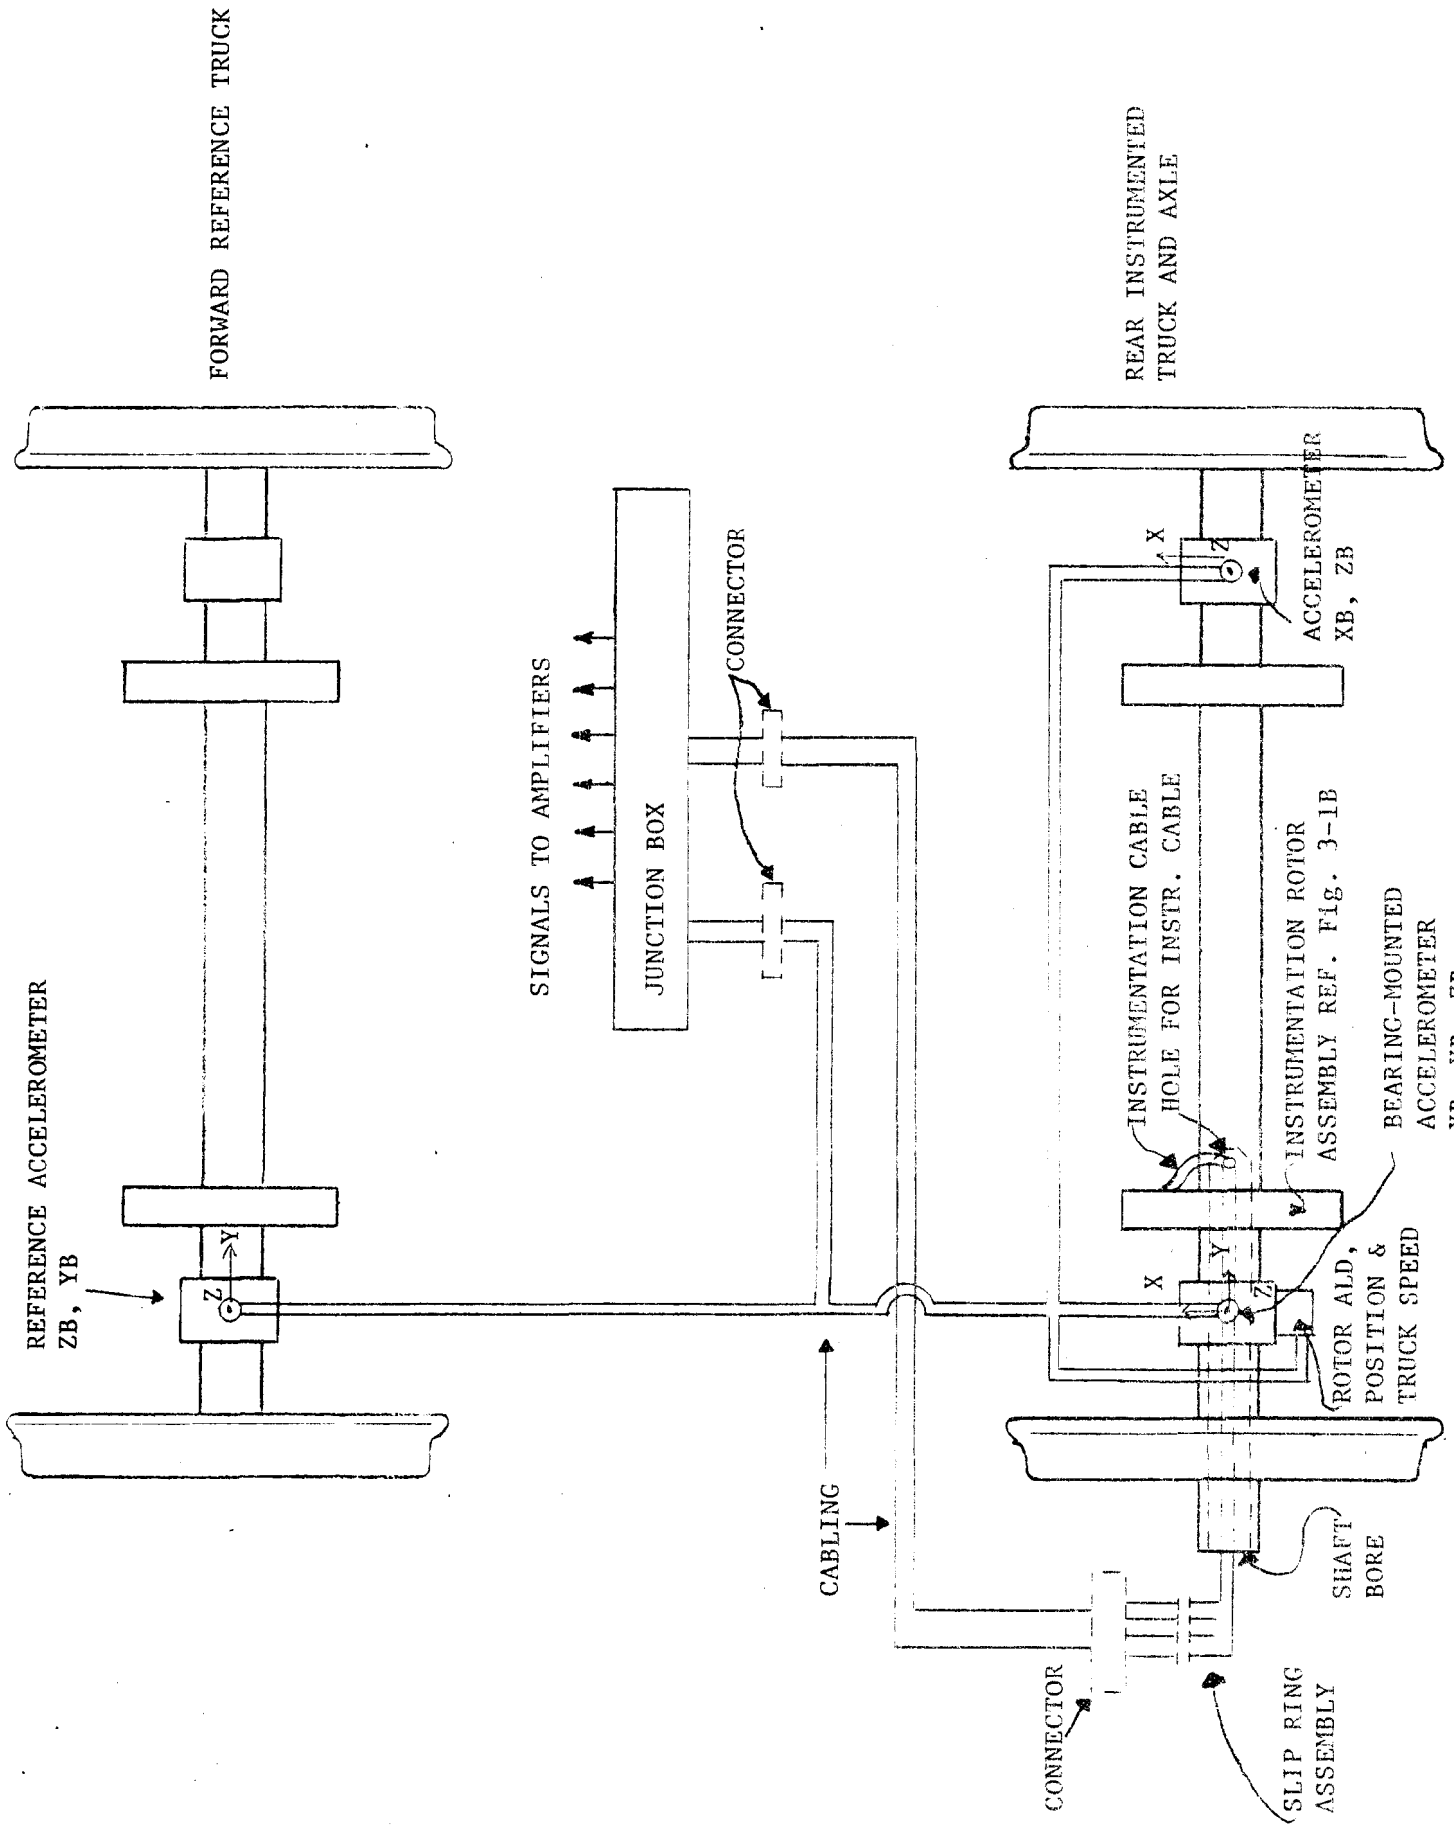 FORWARD REFERENCE TRUCK
REFERENCE ACCELEROMETER
ZB, YB
Z
Y
SIGNALS TO AMPLIFIERS
JUNCTION BOX
CONNECTOR
CABLING
REAR INSTRUMENTED
TRUCK AND AXLE
X
Z
ACCELEROMETER
XB, ZB
INSTRUMENTATION CABLE
HOLE FOR INSTR. CABLE
INSTRUMENTATION ROTOR
ASSEMBLY REF. Fig. 3-1B
BEARING-MOUNTED
ACCELEROMETER
X
Y
Z
ROTOR ALD,
POSITION &
TRUCK SPEED
SHAFT
BORE
CONNECTOR
SLIP RING
ASSEMBLY